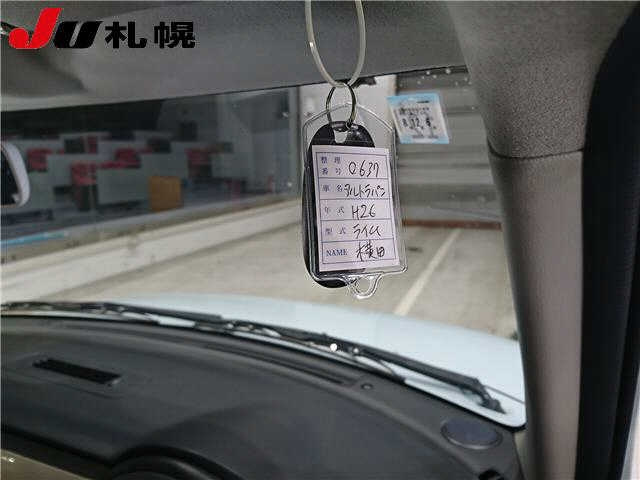 JU札幌
整理番号 0637
車名 アルトラパン
年式 H26
型式 ライム
NAME 横田